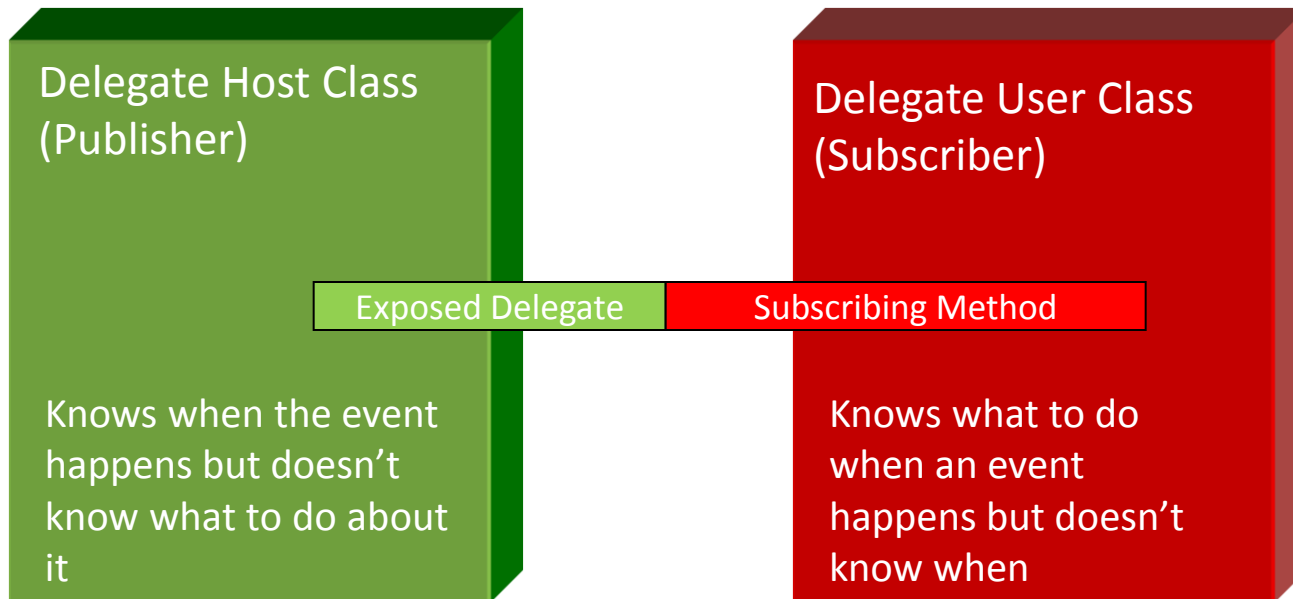 Delegate Host Class
(Publisher)
Delegate User Class
(Subscriber)
Exposed Delegate
Subscribing Method
Knows when the event
happens but doesn’t
know what to do about
it
Knows what to do
when an event
happens but doesn’t
know when